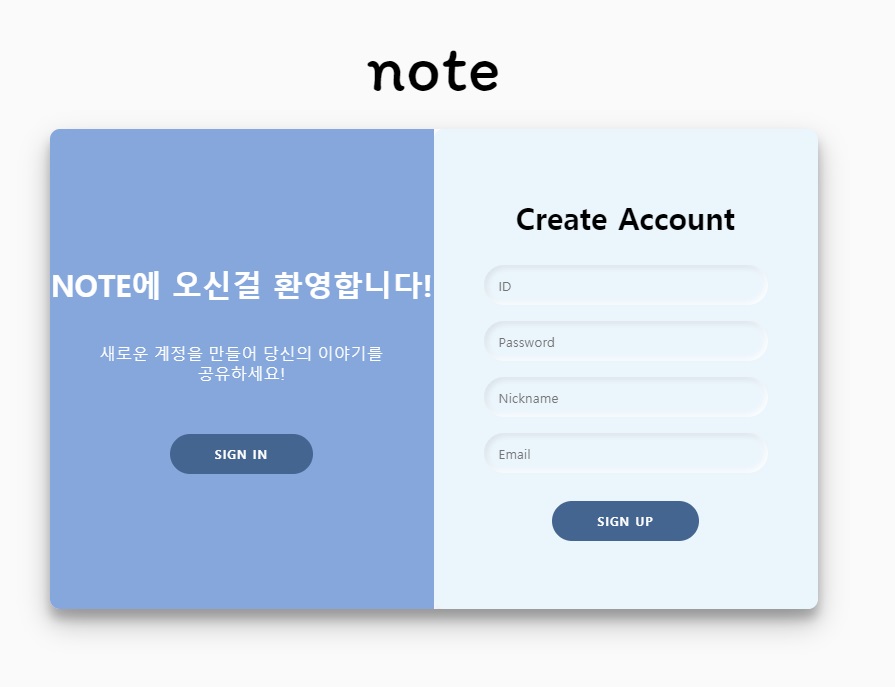 note
NOTE에 오신걸 환영합니다!
새로운 계정을 만들어 당신의 이야기를
공유하세요!
SIGN IN
Create Account
ID
Password
Nickname
Email
SIGN UP